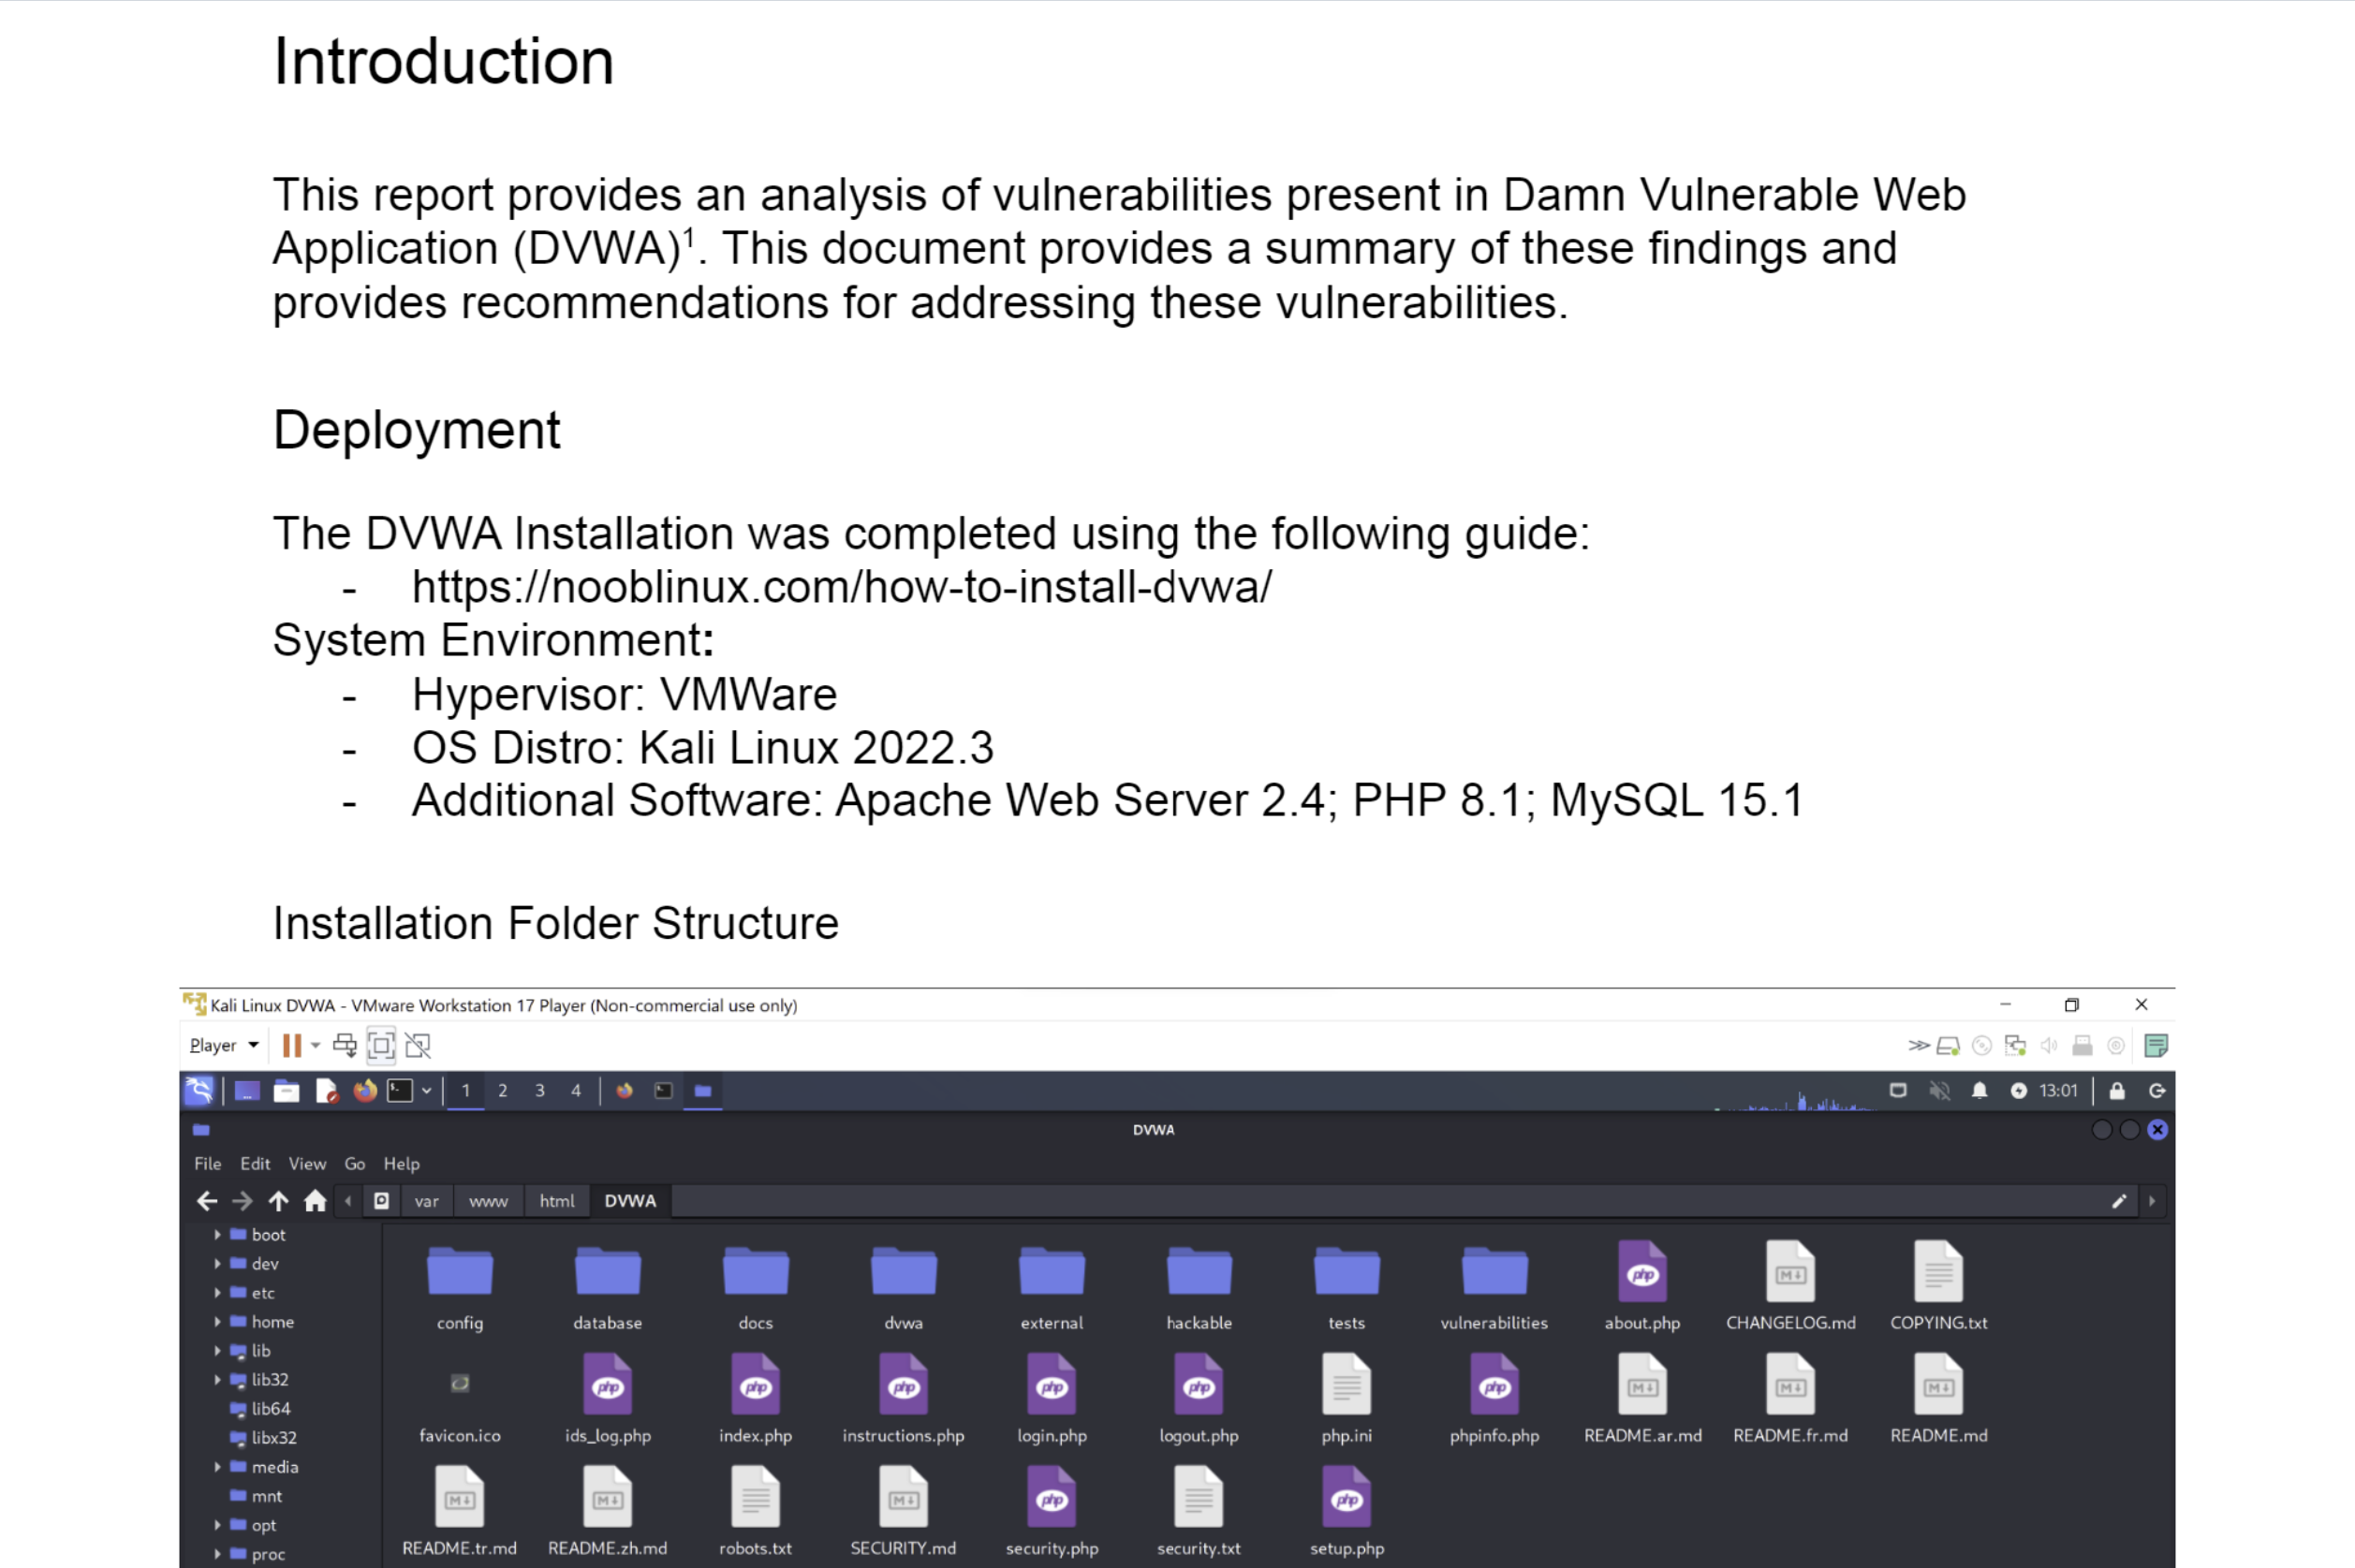 Introduction
This report provides an analysis of vulnerabilities present in Damn Vulnerable Web
Application (DVWA)¹. This document provides a summary of these findings and
provides recommendations for addressing these vulnerabilities.
Deployment
The DVWA Installation was completed using the following guide:
- https://nooblinux.com/how-to-install-dvwa/
System Environment:
- Hypervisor: VMWare
- OS Distro: Kali Linux 2022.3
- Additional Software: Apache Web Server 2.4; PHP 8.1; MySQL 15.1
Installation Folder Structure
Kali Linux DVWA - VMware Workstation 17 Player (Non-commercial use only)
Player
1 2 3 4 13:01
DVWA
File Edit View Go Help
var www html DVWA
boot
dev
etc
home
lib
lib32
lib64
libx32
media
mnt
opt
proc
config database docs dvwa external hackable tests vulnerabilities about.php CHANGELOG.md COPYING.txt
favicon.ico ids_log.php index.php instructions.php login.php logout.php php.ini phpinfo.php README.ar.md README.fr.md README.md
README.tr.md README.zh.md robots.txt SECURITY.md security.php security.txt setup.php